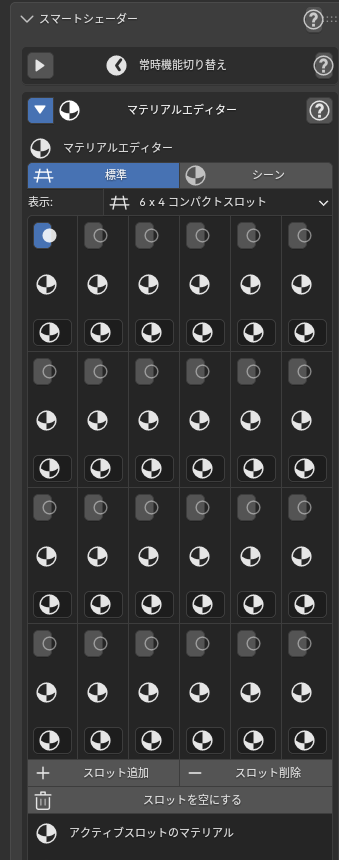 スマートシェーダー
常時機能切り替え
マテリアルエディター
マテリアルエディター
標準 シーン
表示: 6 x 4 コンパクトスロット
スロット追加 スロット削除
スロットを空にする
アクティブスロットのマテリアル